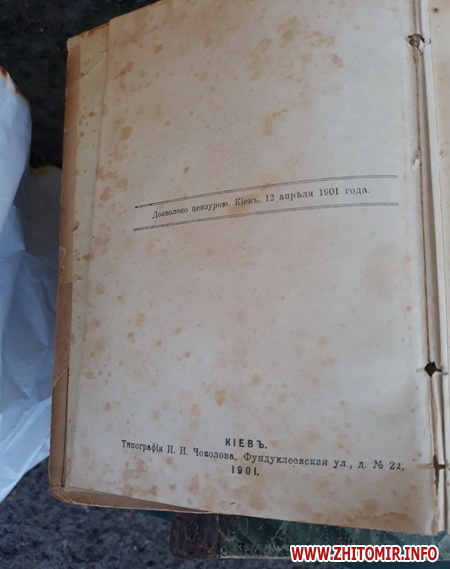 Дозволено цензурою. Кіевъ, 12 апрѣля 1901 года.
КІЕВЪ.
Типографія И. И. Чоколова, Фундуклеевская ул., д. № 22.
1901.
WWW.ZHITOMIR.INFO